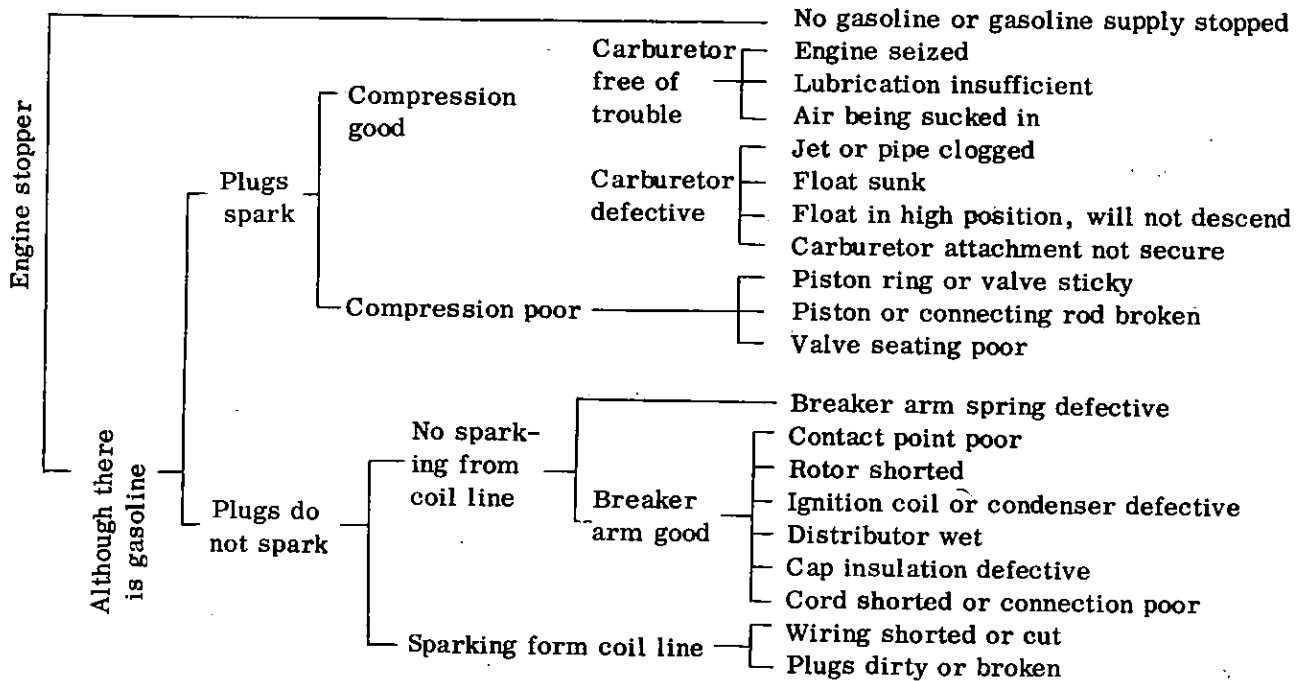 Engine stopper
No gasoline or gasoline supply stopped
Although there
is gasoline
Plugs
spark
Compression
good
Carburetor
free of
trouble
Engine seized
Lubrication insufficient
Air being sucked in
Carburetor
defective
Jet or pipe clogged
Float sunk
Float in high position, will not descend
Carburetor attachment not secure
Compression poor
Piston ring or valve sticky
Piston or connecting rod broken
Valve seating poor
Plugs do
not spark
No spark-
ing from
coil line
Breaker arm spring defective
Breaker
arm good
Contact point poor
Rotor shorted
Ignition coil or condenser defective
Distributor wet
Cap insulation defective
Cord shorted or connection poor
Sparking form coil line
Wiring shorted or cut
Plugs dirty or broken